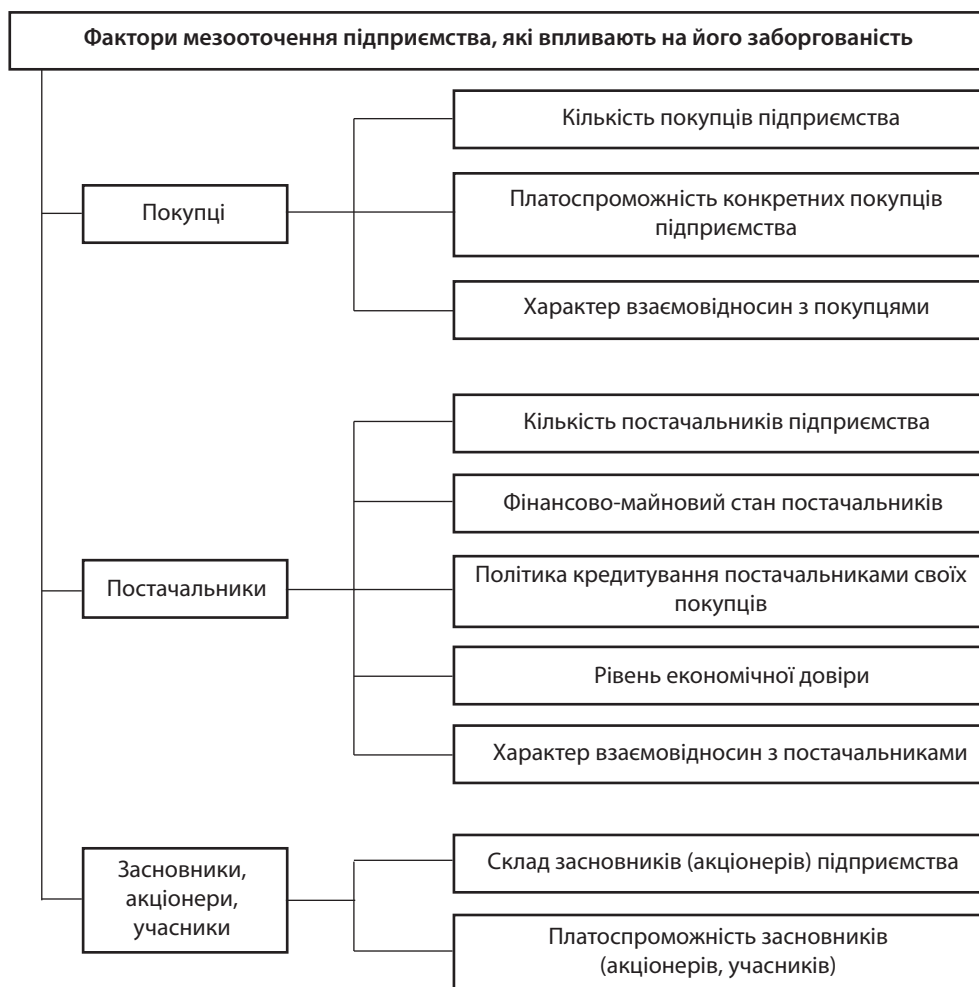 Фактори мезооточення підприємства, які впливають на його заборгованість
Покупці
Кількість покупців підприємства
Платоспроможність конкретних покупців
підприємства
Характер взаємовідносин з покупцями
Постачальники
Кількість постачальників підприємства
Фінансово-майновий стан постачальників
Політика кредитування постачальниками своїх
покупців
Рівень економічної довіри
Характер взаємовідносин з постачальниками
Засновники,
акціонери,
учасники
Склад засновників (акціонерів) підприємства
Платоспроможність засновників
(акціонерів, учасників)